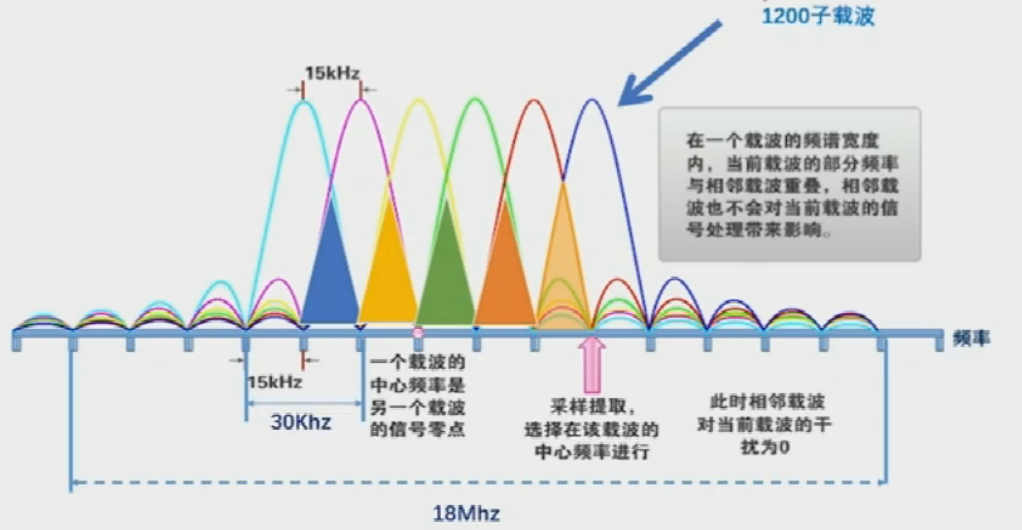 1200子载波
15kHz
在一个载波的频谱宽度
内，当前载波的部分频率
与相邻载波重叠，相邻载
波也不会对当前载波的信
号处理带来影响。
频率
15kHz
30Khz
一个载波的
中心频率是
另一个载波
的信号零点
采样提取，
选择在该载波的
中心频率进行
此时相邻载波
对当前载波的干
扰为0
18Mhz